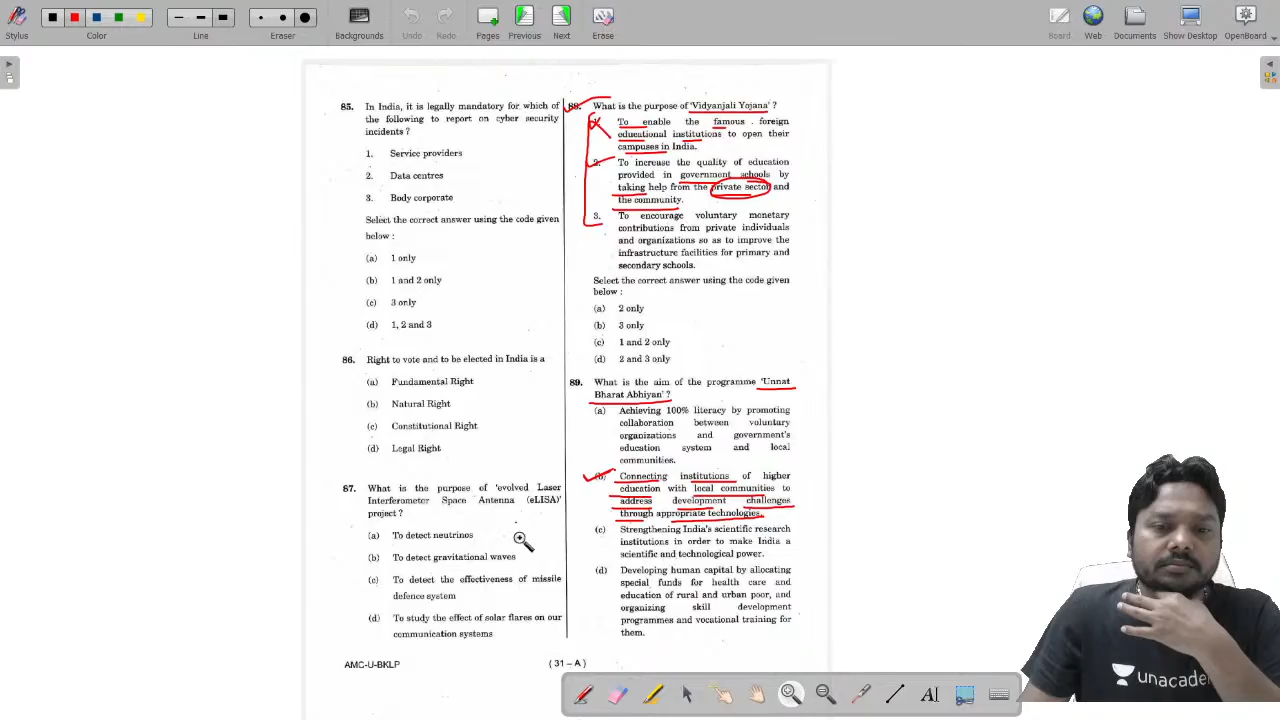 Stylus
Color
Line
Eraser
Backgrounds
Undo
Redo
Pages
Previous
Next
Erase
Board
Web
Documents
Show Desktop
OpenBoard
85. In India, it is legally mandatory for which of
the following to report on cyber security
incidents ?
1. Service providers
2. Data centres
3. Body corporate
Select the correct answer using the code given
below :
(a) 1 only
(b) 1 and 2 only
(c) 3 only
(d) 1, 2 and 3
86. Right to vote and to be elected in India is a
(a) Fundamental Right
(b) Natural Right
(c) Constitutional Right
(d) Legal Right
87. What is the purpose of 'evolved Laser
Interferometer Space Antenna (eLISA)'
project ?
(a) To detect neutrinos
(b) To detect gravitational waves
(c) To detect the effectiveness of missile
defence system
(d) To study the effect of solar flares on our
communication systems
88. What is the purpose of 'Vidyanjali Yojana' ?
To enable the famous foreign
educational institutions to open their
campuses in India.
2. To increase the quality of education
provided in government schools by
taking help from the private sector and
the community.
3. To encourage voluntary monetary
contributions from private individuals
and organizations so as to improve the
infrastructure facilities for primary and
secondary schools.
Select the correct answer using the code given
below :
(a) 2 only
(b) 3 only
(c) 1 and 2 only
(d) 2 and 3 only
89. What is the aim of the programme 'Unnat
Bharat Abhiyan' ?
(a) Achieving 100% literacy by promoting
collaboration between voluntary
organizations and government's
education system and local
communities.
(b) Connecting institutions of higher
education with local communities to
address development challenges
through appropriate technologies.
(c) Strengthening India's scientific research
institutions in order to make India a
scientific and technological power.
(d) Developing human capital by allocating
special funds for health care and
education of rural and urban poor, and
organizing skill development
programmes and vocational training for
them.
AMC-U-BKLP
( 31 – A )
unacade